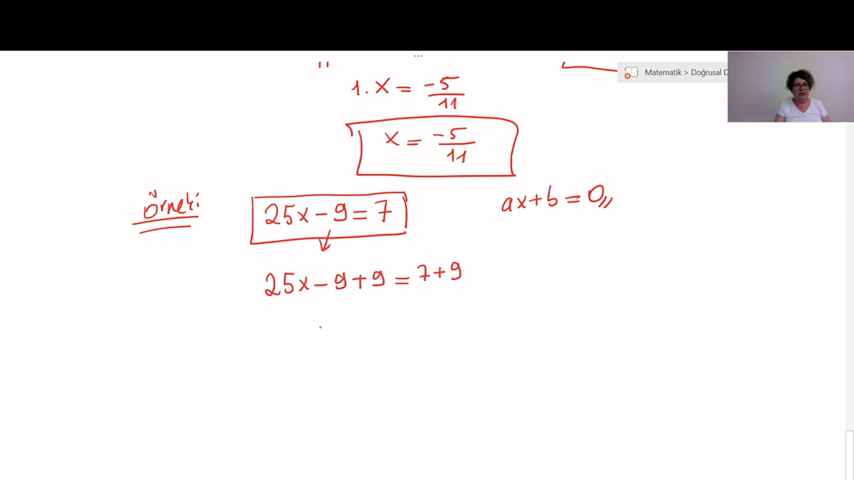 Matematik > Doğrusal D
1. x = -5/11
x = -5/11
Örnek:
25x - 9 = 7
ax + b = 0,,
25x - 9 + 9 = 7 + 9